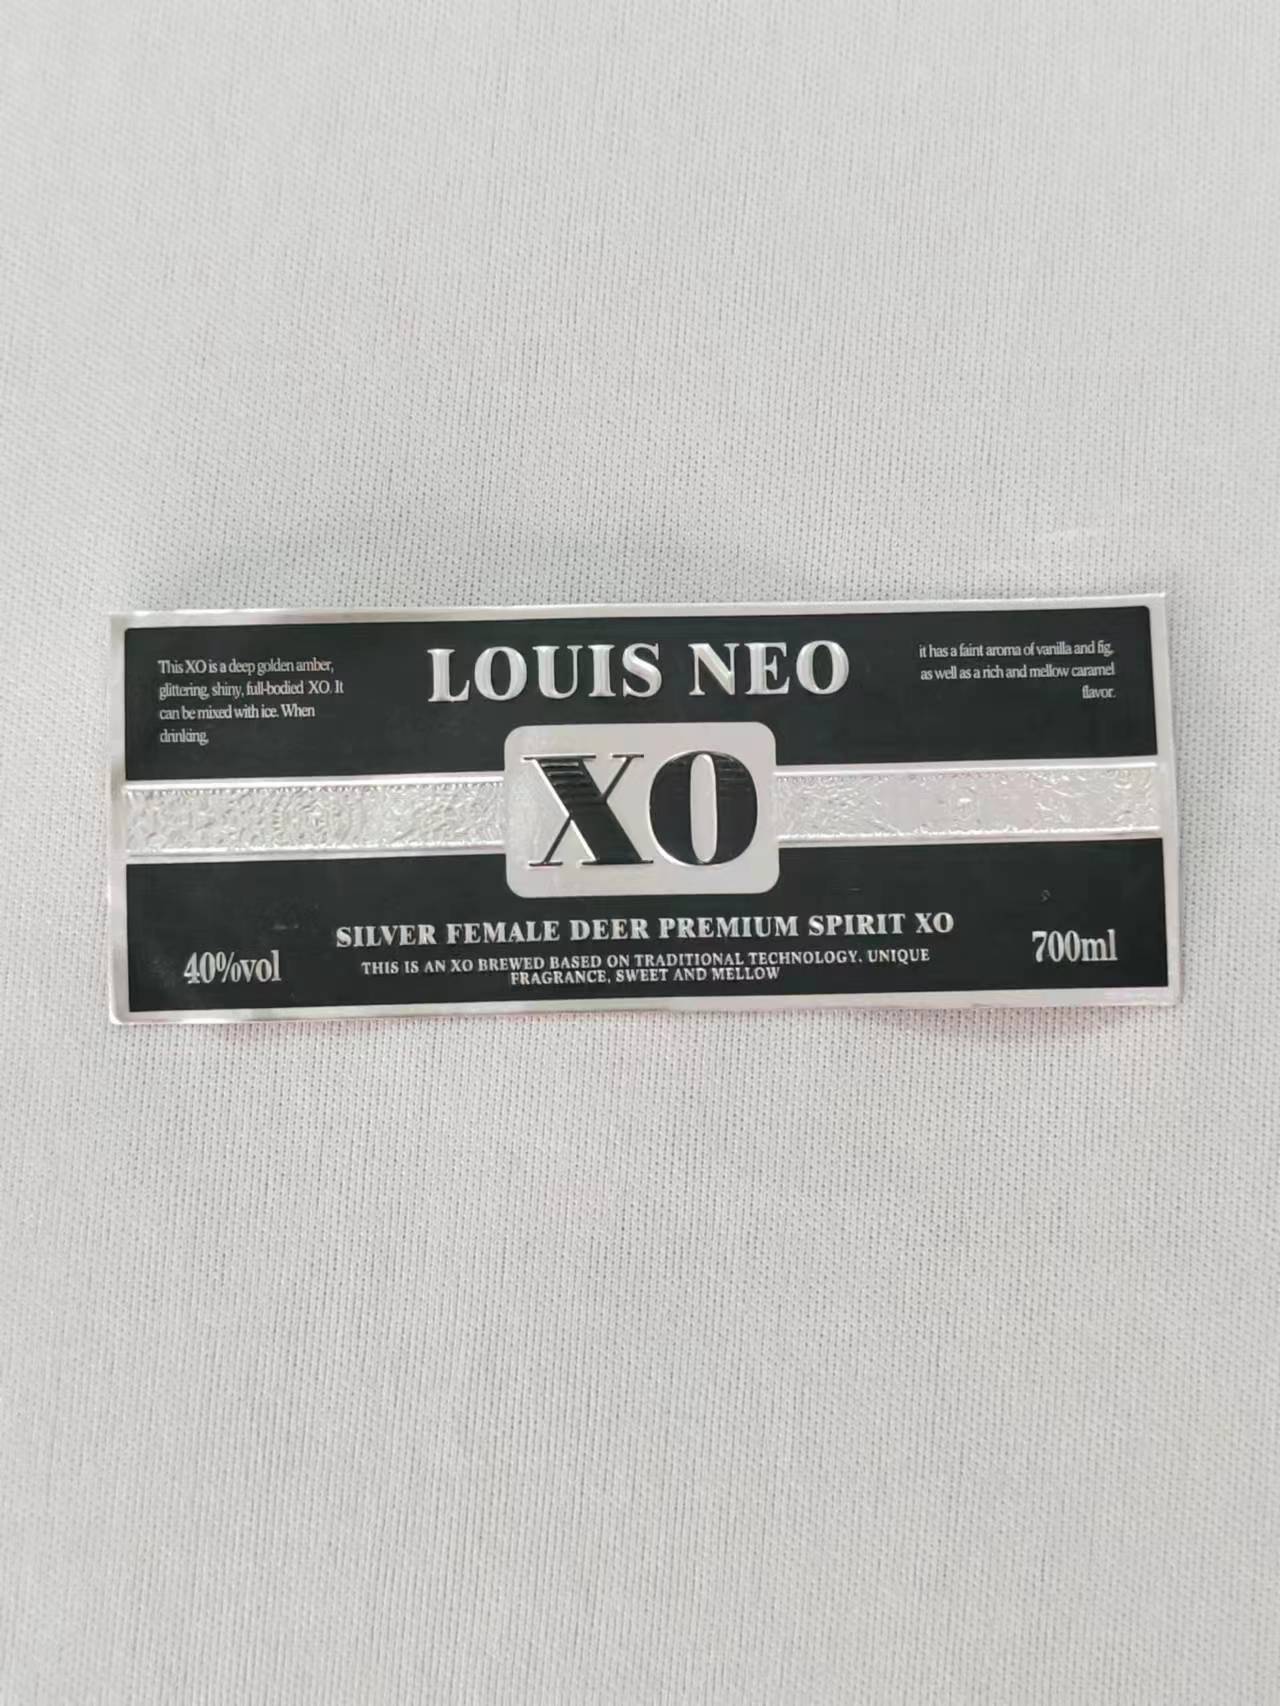 This XO is a deep golden amber,
glittering, shiny, full-bodied XO. It
can be mixed with ice. When
drinking,
LOUIS NEO
it has a faint aroma of vanilla and fig,
as well as a rich and mellow caramel
flavor.
XO
SILVER FEMALE DEER PREMIUM SPIRIT XO
40%vol
THIS IS AN XO BREWED BASED ON TRADITIONAL TECHNOLOGY. UNIQUE
FRAGRANCE, SWEET AND MELLOW
700ml